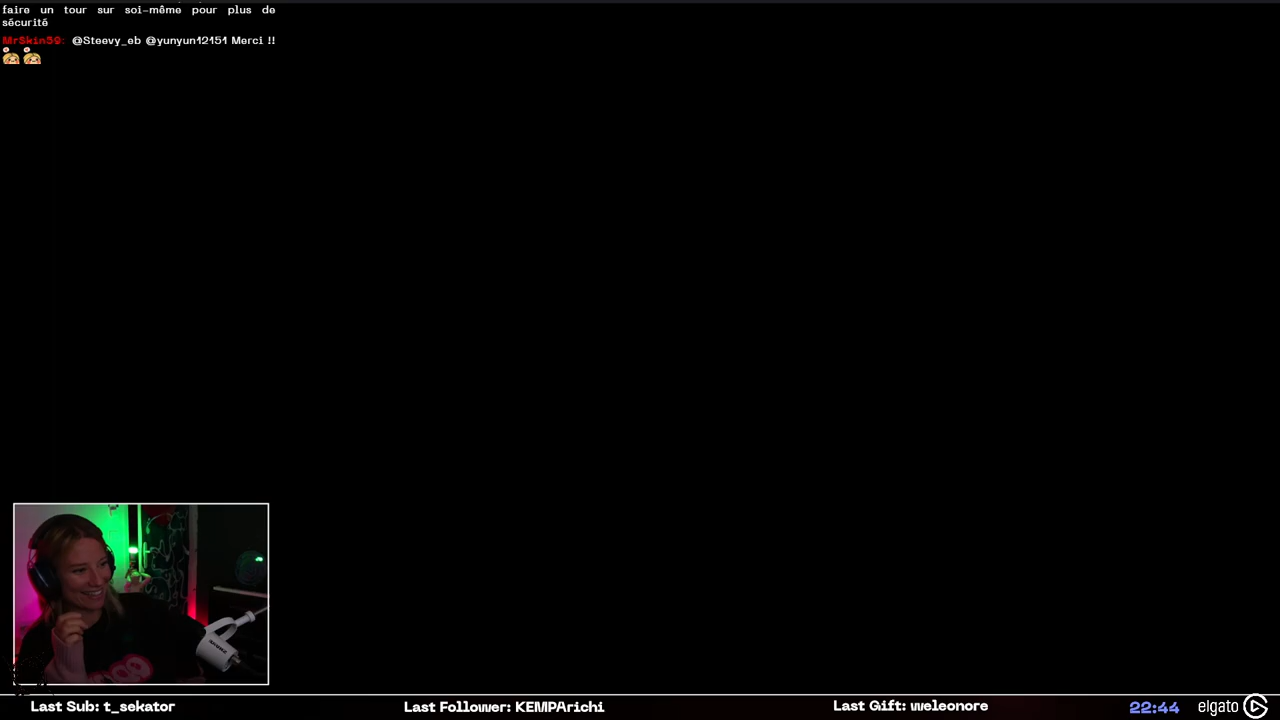 faire un tour sur soi-même pour plus de
sécurité
MrSkin39: @Steevy_eb @yunyun12151 Merci !!
Last Sub: t_sekator
Last Follower: KEMPArichi
Last Gift: weleonore
22:44
elgato